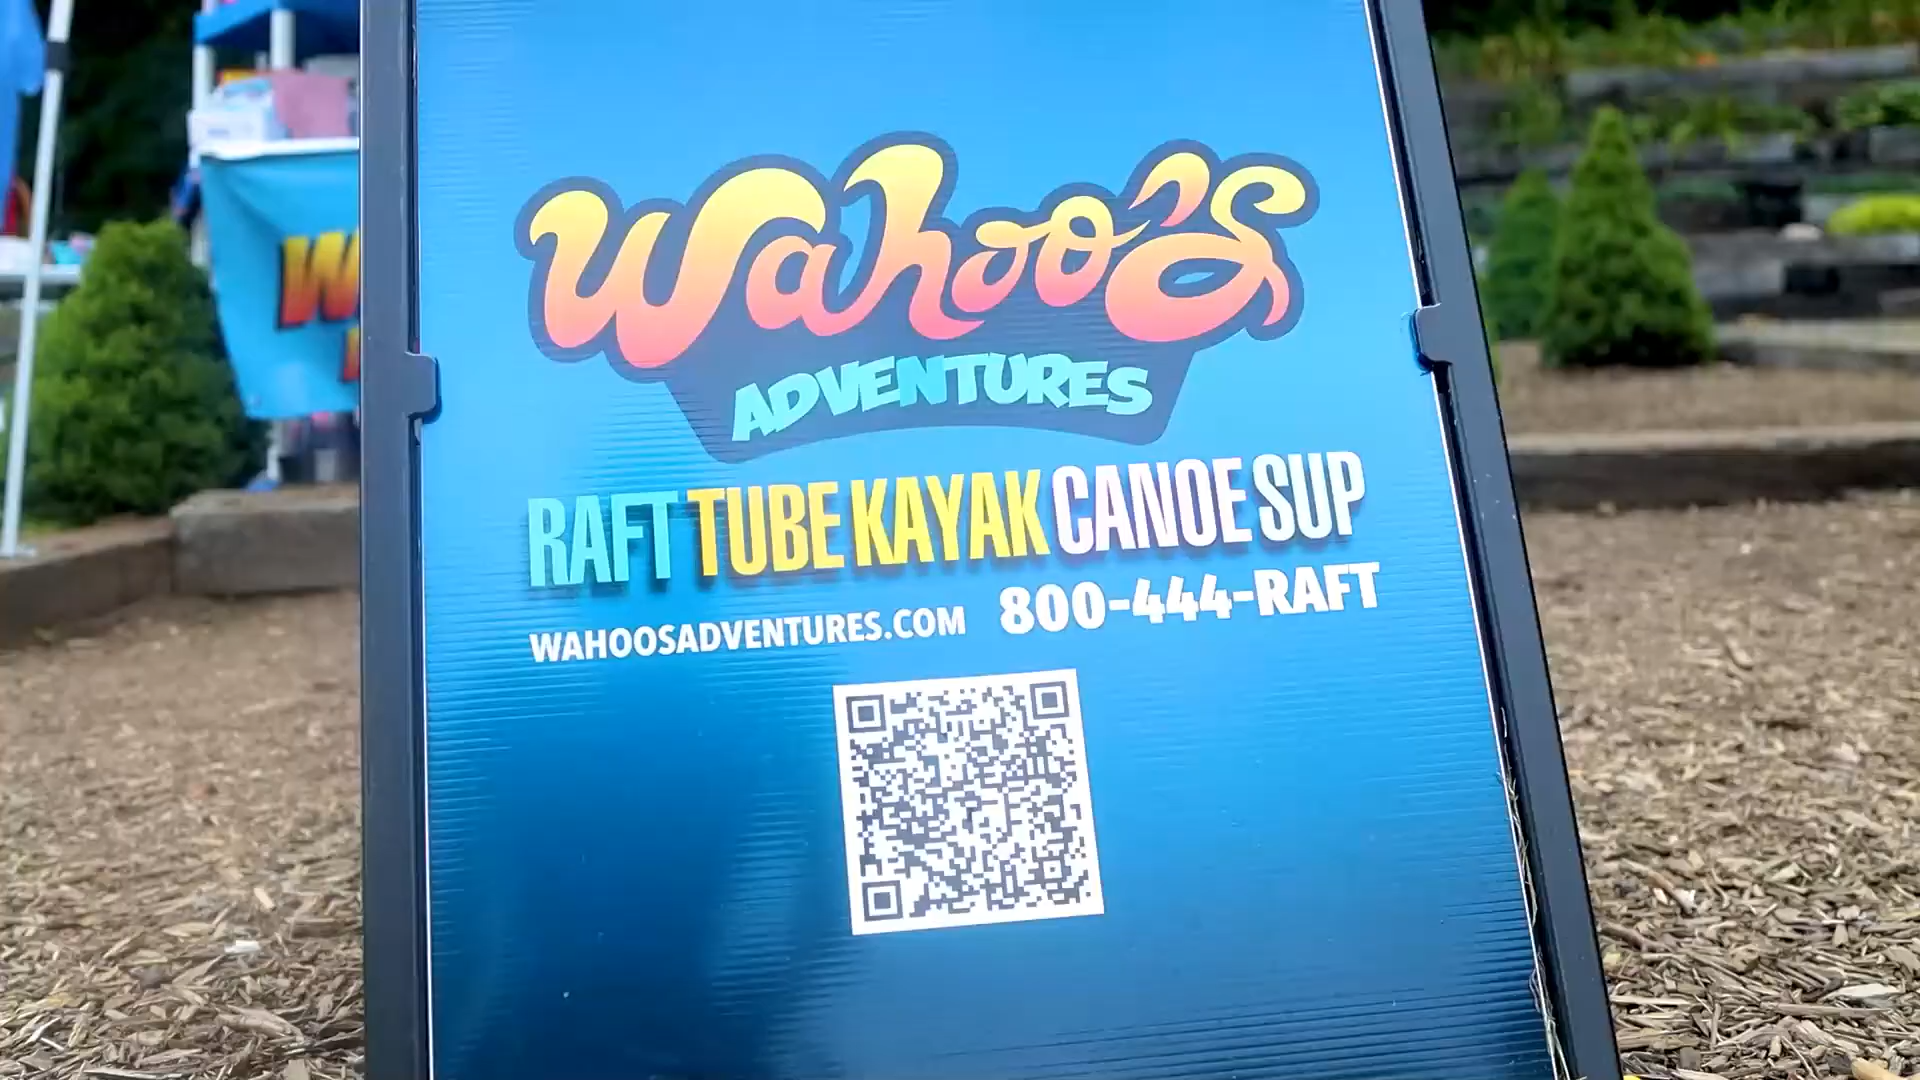 Wahoo's
ADVENTURES
RAFT TUBE KAYAK CANOE SUP
WAHOOSADVENTURES.COM 800-444-RAFT